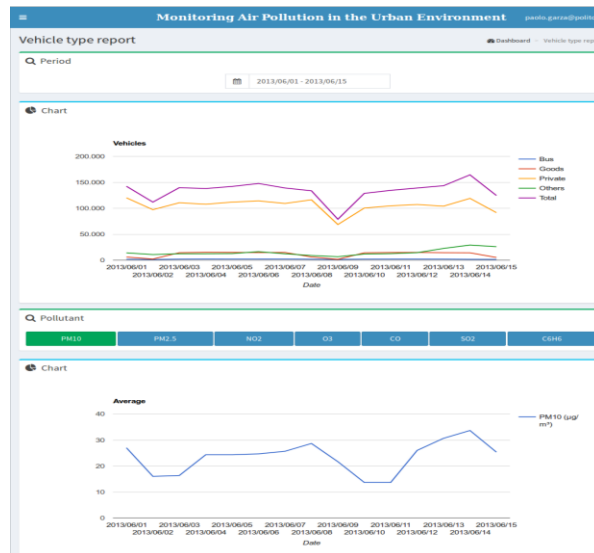 Monitoring Air Pollution in the Urban Environment
paolo.garza@polito
Vehicle type report
Dashboard
Vehicle type rep
Period
2013/06/01 - 2013/06/15
Chart
Vehicles
200.000
150.000
100.000
50.000
0
Bus
Goods
Private
Others
Total
2013/06/01 2013/06/03 2013/06/05 2013/06/07 2013/06/09 2013/06/11 2013/06/13 2013/06/15
2013/06/02 2013/06/04 2013/06/06 2013/06/08 2013/06/10 2013/06/12 2013/06/14
Date
Pollutant
PM10 PM2.5 NO2 O3 CO SO2 C6H6
Chart
Average
40
30
20
10
0
PM10 (µg/
m³)
2013/06/01 2013/06/03 2013/06/05 2013/06/07 2013/06/09 2013/06/11 2013/06/13 2013/06/15
2013/06/02 2013/06/04 2013/06/06 2013/06/08 2013/06/10 2013/06/12 2013/06/14
Date